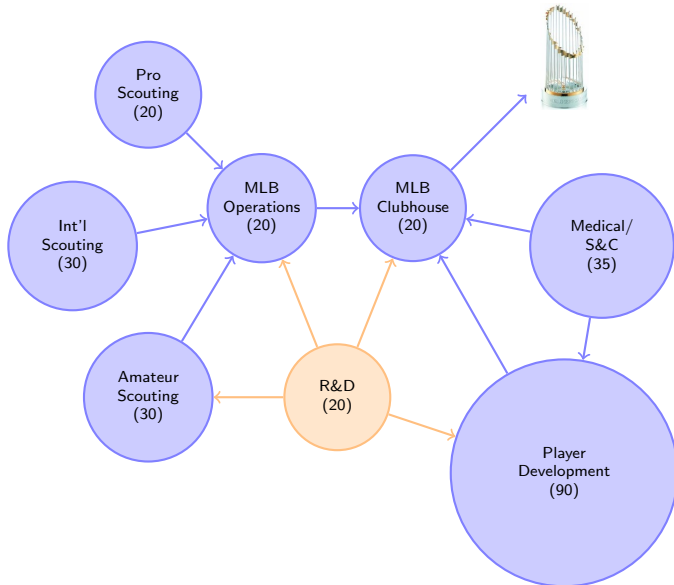 Pro
Scouting
(20)
MLB
Operations
(20)
MLB
Clubhouse
(20)
Int'l
Scouting
(30)
Medical/
S&C
(35)
Amateur
Scouting
(30)
R&D
(20)
Player
Development
(90)